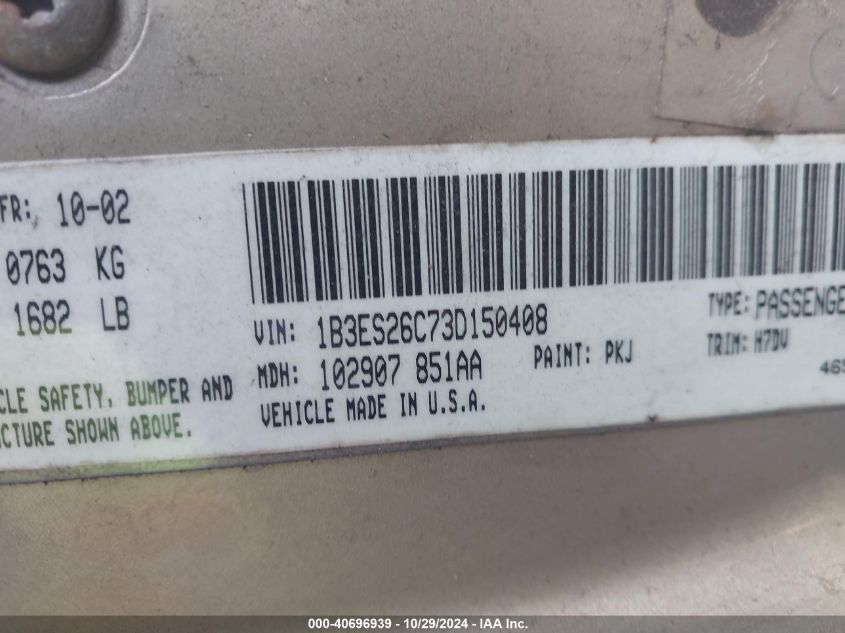 FR: 10-02
0763 KG
1682 LB
CLE SAFETY, BUMPER AND
CTURE SHOWN ABOVE.
VIN: 1B3ES26C73D150408
MDH: 102907 851AA
VEHICLE MADE IN U.S.A.
PAINT: PKJ
TYPE: PASSENGE
TRIM: H7DV
465
000-40696939 - 10/29/2024 - IAA Inc.